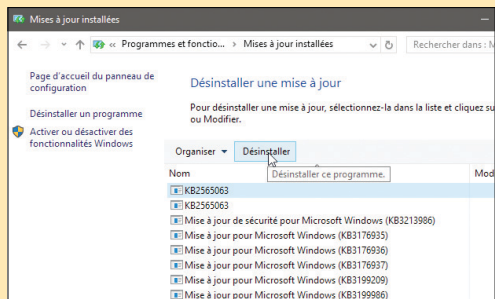 Mises à jour installées
« Programmes et fonctio... > Mises à jour installées
Rechercher dans : M
Page d'accueil du panneau de
configuration
Désinstaller un programme
Activer ou désactiver des
fonctionnalités Windows
Désinstaller une mise à jour
Pour désinstaller une mise à jour, sélectionnez-la dans la liste et cliquez su
ou Modifier.
Organiser
Désinstaller
Nom
Désinstaller ce programme.
Mod
KB2565063
KB2565063
Mise à jour de sécurité pour Microsoft Windows (KB3213986)
Mise à jour pour Microsoft Windows (KB3176935)
Mise à jour pour Microsoft Windows (KB3176936)
Mise à jour pour Microsoft Windows (KB3176937)
Mise à jour pour Microsoft Windows (KB3199209)
Mise à jour pour Microsoft Windows (KB3199986)